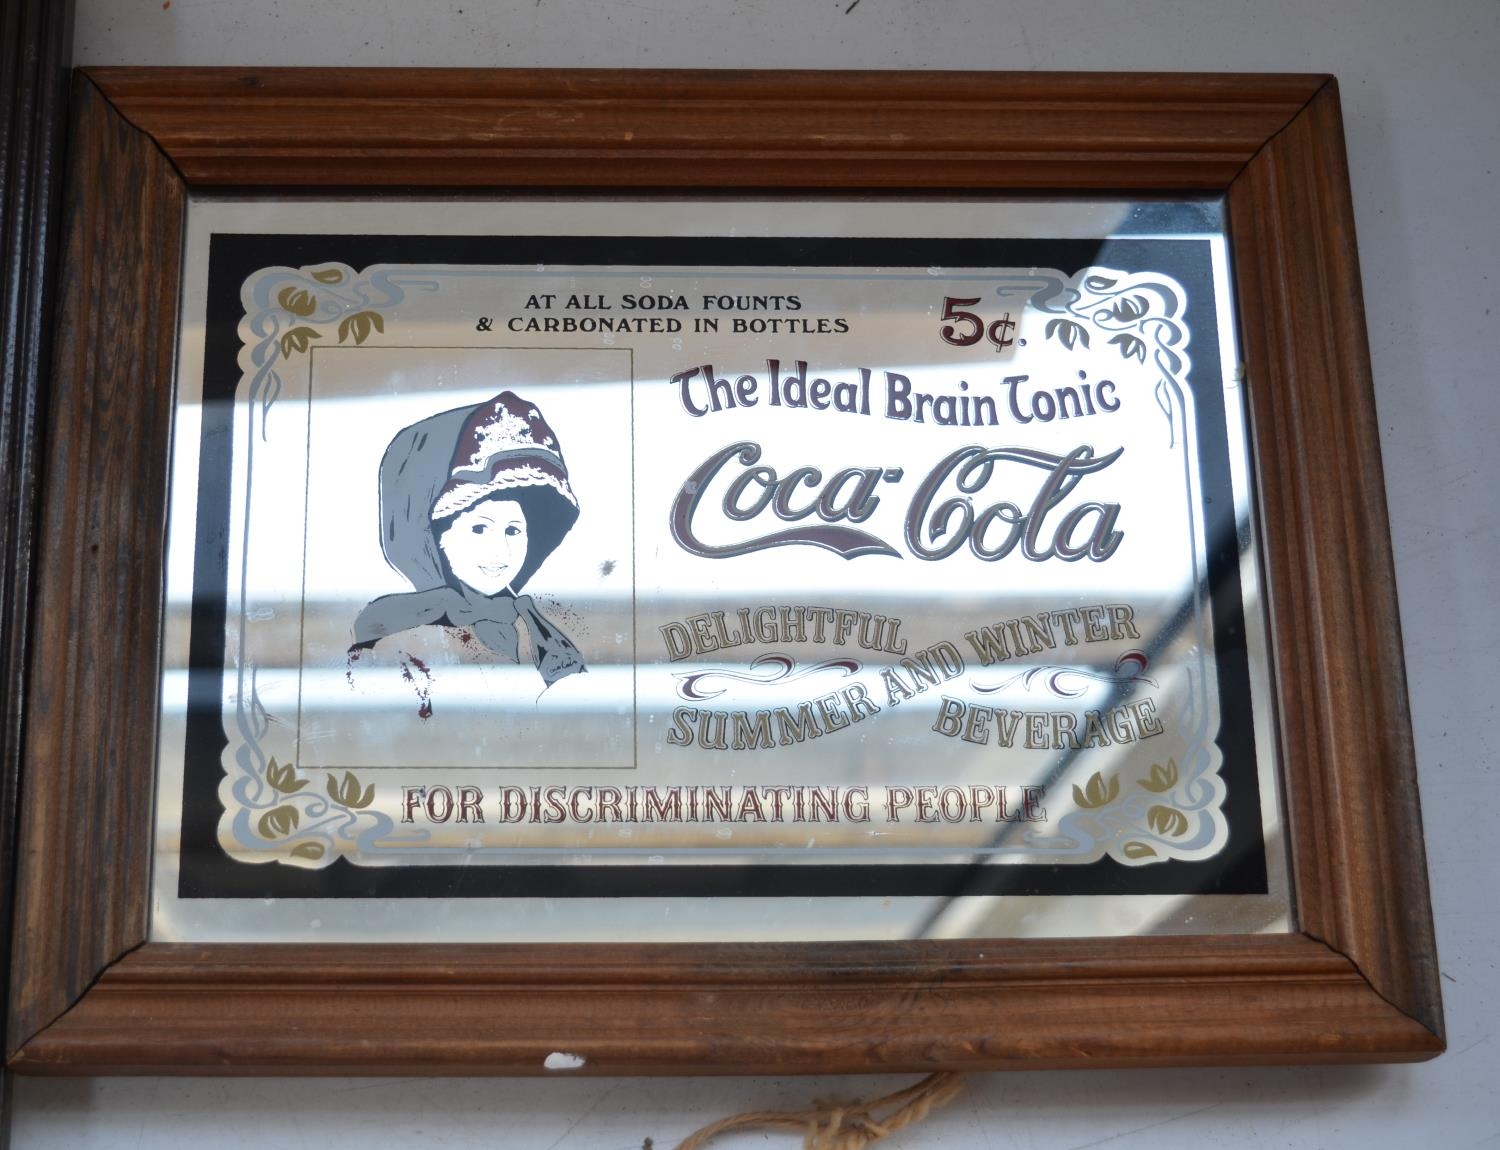 AT ALL SODA FOUNTS
& CARBONATED IN BOTTLES
5¢.
The Ideal Brain Tonic
Coca-Cola
DELIGHTFUL
SUMMER AND WINTER
BEVERAGE
FOR DISCRIMINATING PEOPLE